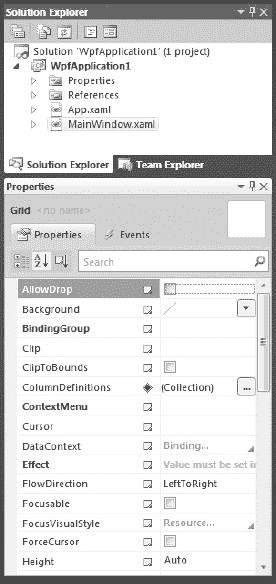 Solution Explorer
Solution 'WpfApplication1' (1 project)
WpfApplication1
Properties
References
App.xaml
MainWindow.xaml
Solution Explorer Team Explorer
Properties
Grid <no name>
Properties Events
Search
AllowDrop
Background
BindingGroup
Clip
ClipToBounds
ColumnDefinitions (Collection) ...
ContextMenu
Cursor
DataContext Binding...
Effect Value must be set in
FlowDirection LeftToRight
Focusable
FocusVisualStyle Resource...
ForceCursor
Height Auto